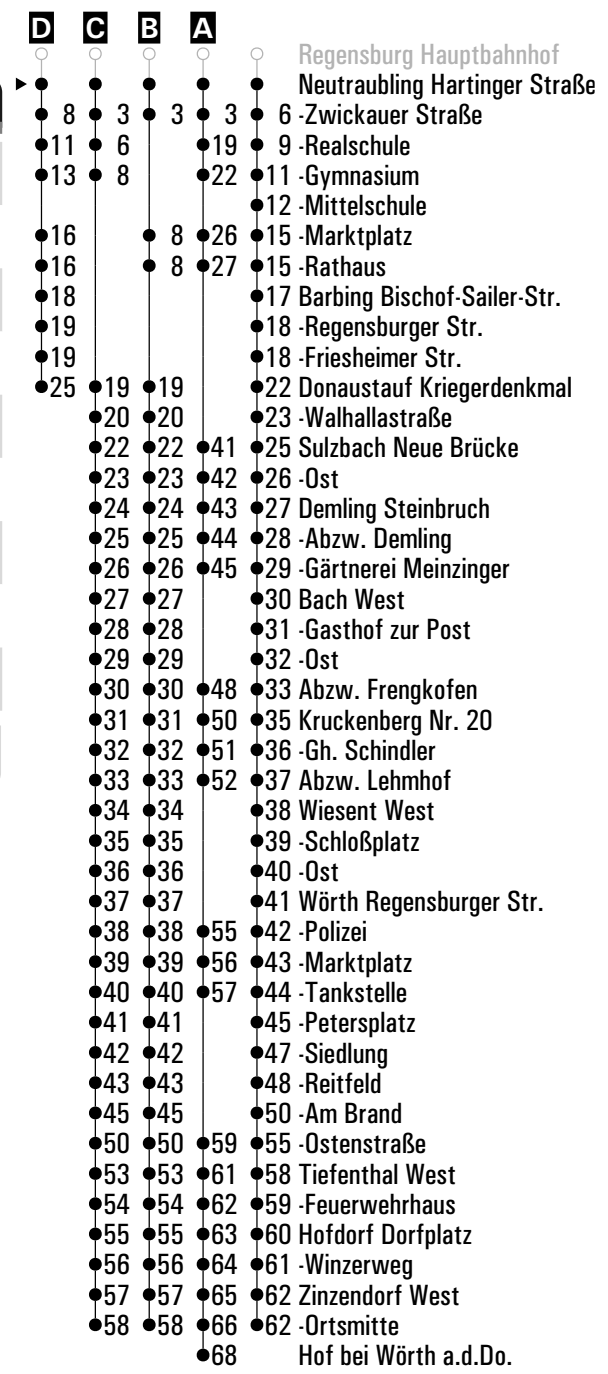 D C B A
Regensburg Hauptbahnhof
Neutraubling Hartinger Straße
8 3 3 3 6 -Zwickauer Straße
11 6 19 9 -Realschule
13 8 22 11 -Gymnasium
12 -Mittelschule
16 8 26 15 -Marktplatz
16 8 27 15 -Rathaus
18 17 Barbing Bischof-Sailer-Str.
19 18 -Regensburger Str.
19 18 -Friesheimer Str.
25 19 19 22 Donaustauf Kriegerdenkmal
20 20 23 -Walhallastraße
22 22 41 25 Sulzbach Neue Brücke
23 23 42 26 -Ost
24 24 43 27 Demling Steinbruch
25 25 44 28 -Abzw. Demling
26 26 45 29 -Gärtnerei Meinzinger
27 27 30 Bach West
28 28 31 -Gasthof zur Post
29 29 32 -Ost
30 30 48 33 Abzw. Frengkofen
31 31 50 35 Kruckenberg Nr. 20
32 32 51 36 -Gh. Schindler
33 33 52 37 Abzw. Lehmhof
34 34 38 Wiesent West
35 35 39 -Schloßplatz
36 36 40 -Ost
37 37 41 Wörth Regensburger Str.
38 38 55 42 -Polizei
39 39 56 43 -Marktplatz
40 40 57 44 -Tankstelle
41 41 45 -Petersplatz
42 42 47 -Siedlung
43 43 48 -Reitfeld
45 45 50 -Am Brand
50 50 59 55 -Ostenstraße
53 53 61 58 Tiefenthal West
54 54 62 59 -Feuerwehrhaus
55 55 63 60 Hofdorf Dorfplatz
56 56 64 61 -Winzerweg
57 57 65 62 Zinzendorf West
58 58 66 62 -Ortsmitte
68 Hof bei Wörth a.d.Do.